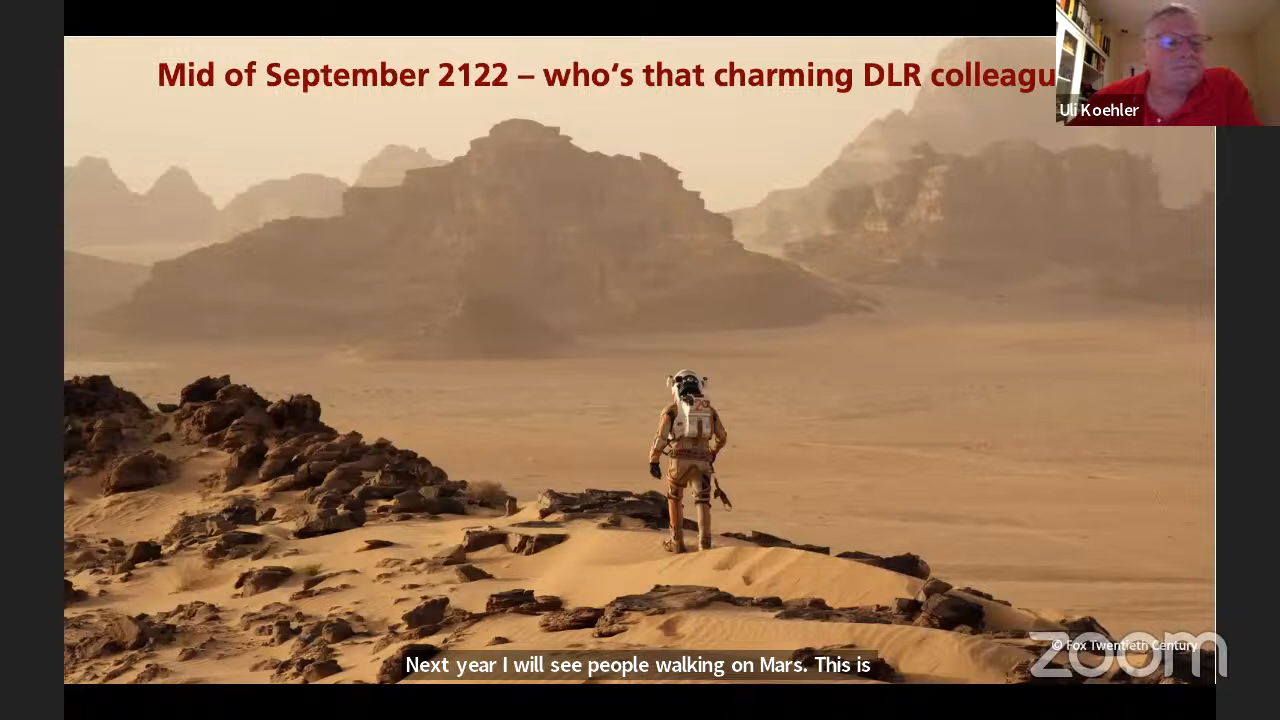 Mid of September 2122 – who's that charming DLR colleagu
Uli Koehler
© Fox Twentieth Century
zoom
Next year I will see people walking on Mars. This is